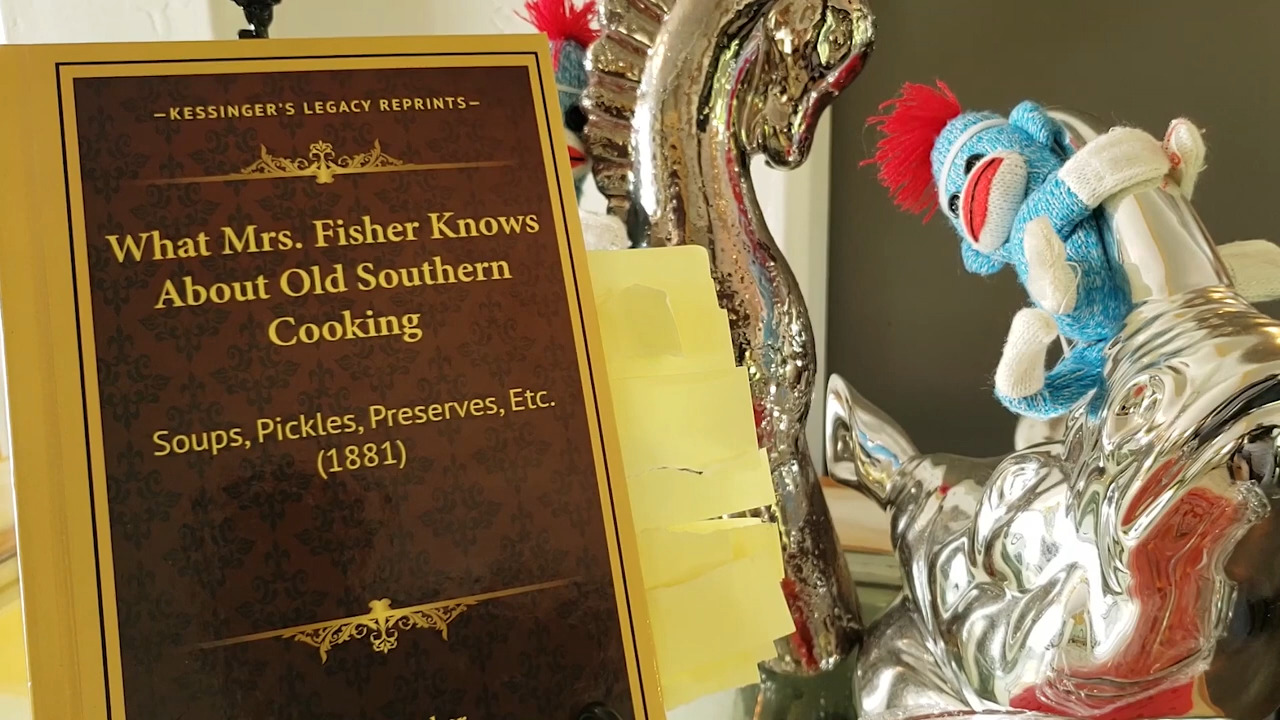 —KESSINGER'S LEGACY REPRINTS—
What Mrs. Fisher Knows
About Old Southern
Cooking
Soups, Pickles, Preserves, Etc.
(1881)